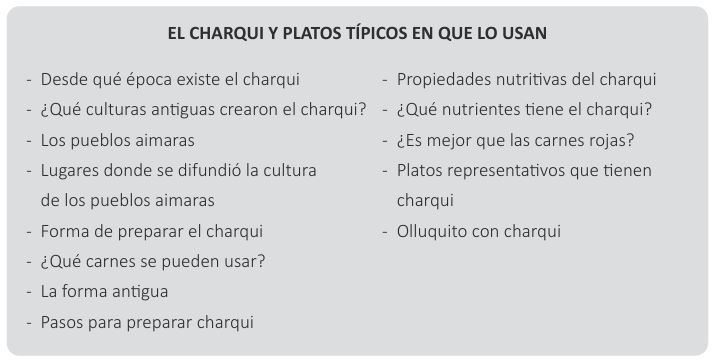 EL CHARQUI Y PLATOS TÍPICOS EN QUE LO USAN
- Desde qué época existe el charqui
- ¿Qué culturas antiguas crearon el charqui?
- Los pueblos aimaras
- Lugares donde se difundió la cultura
de los pueblos aimaras
- Forma de preparar el charqui
- ¿Qué carnes se pueden usar?
- La forma antigua
- Pasos para preparar charqui
- Propiedades nutritivas del charqui
- ¿Qué nutrientes tiene el charqui?
- ¿Es mejor que las carnes rojas?
- Platos representativos que tienen
charqui
- Olluquito con charqui